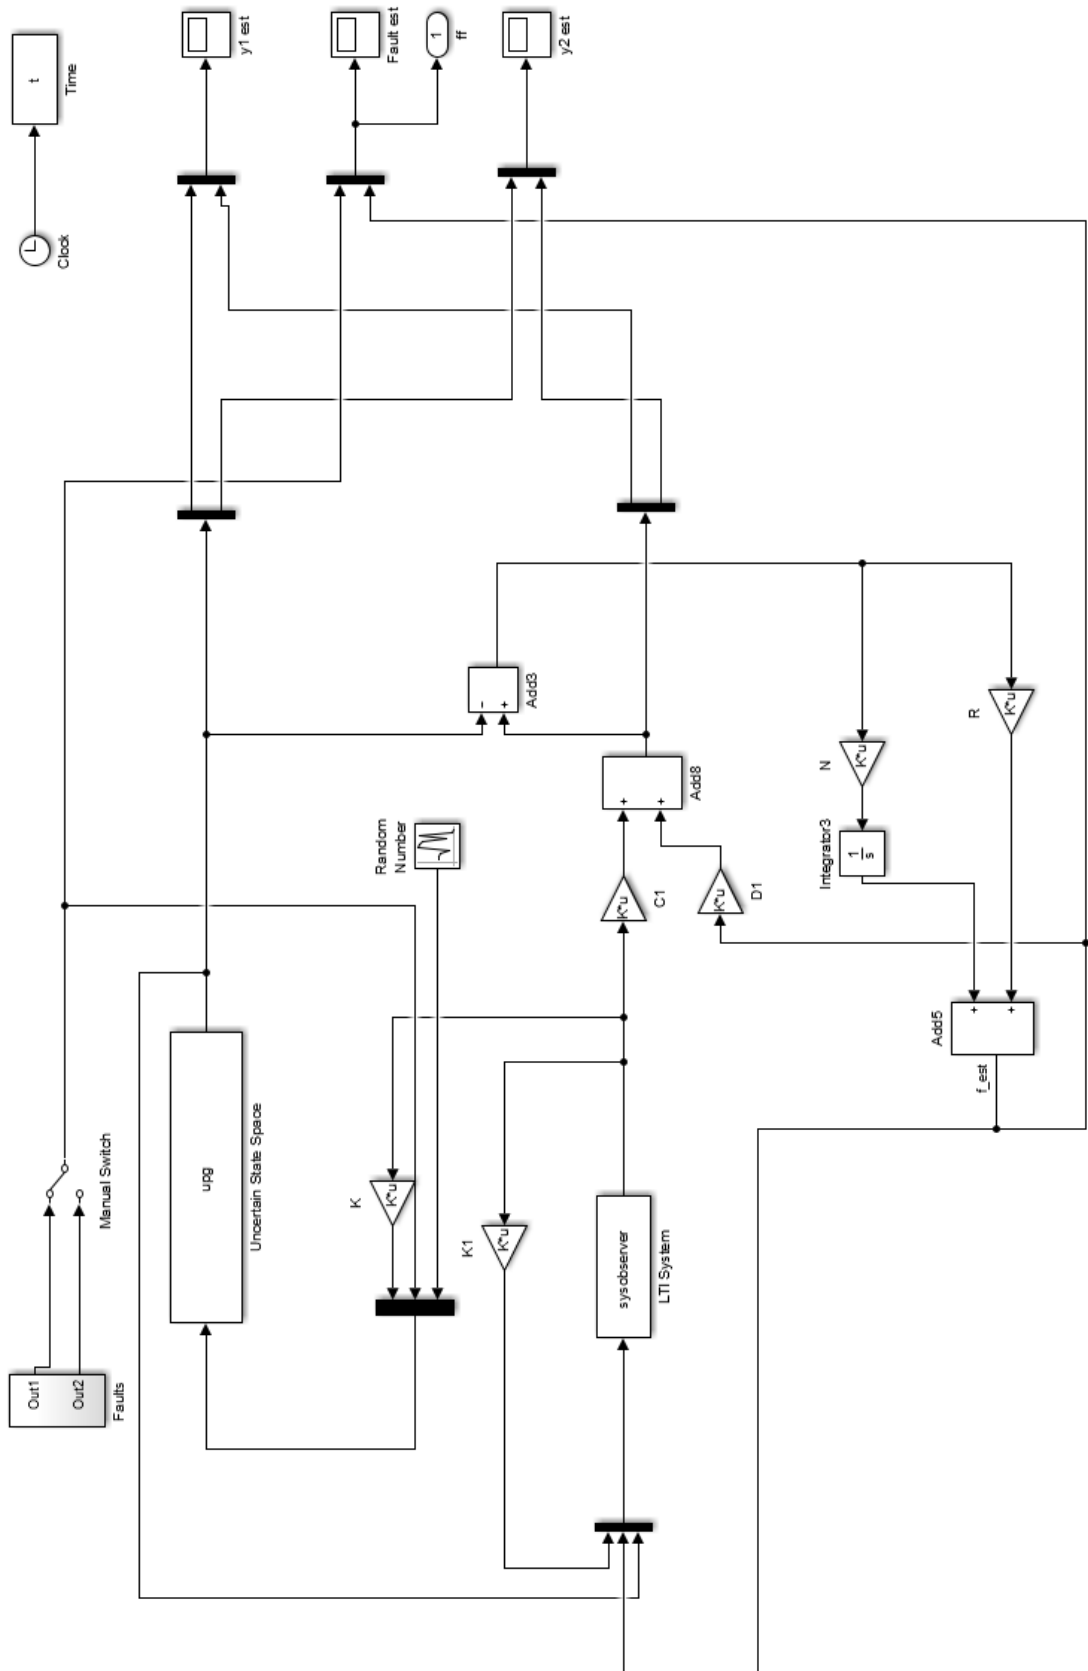 Out1
Out2
Faults
Manual Switch
Clock
t
Time
upg
Uncertain State Space
y1 est
Fault est
1
ff
y2 est
Random
Number
K*u
K
K*u
K1
sysobserver
LTI System
K*u
C1
K*u
D1
+
+
Add8
−
+
Add3
K*u
N
1
s
Integrator3
K*u
R
+
+
Add5
f_est